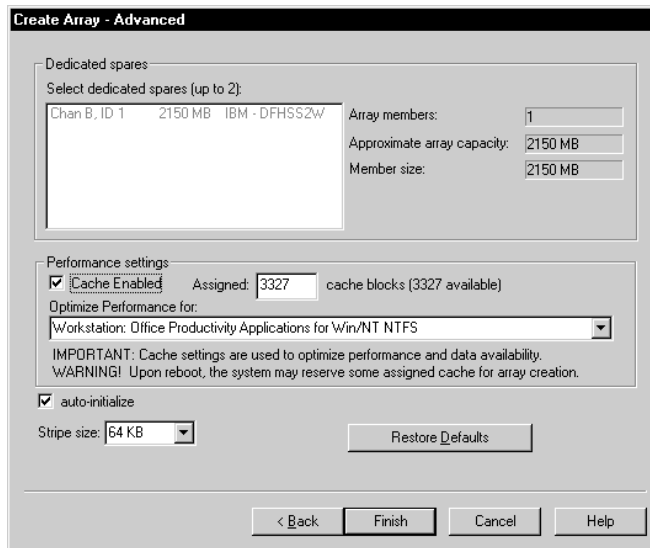 Create Array - Advanced
Dedicated spares
Select dedicated spares (up to 2):
Chan B, ID 1 2150 MB IBM - DFHSS2W
Array members: 1
Approximate array capacity: 2150 MB
Member size: 2150 MB
Performance settings
Cache Enabled Assigned: 3327 cache blocks (3327 available)
Optimize Performance for:
Workstation: Office Productivity Applications for Win/NT NTFS
IMPORTANT: Cache settings are used to optimize performance and data availability.
WARNING! Upon reboot, the system may reserve some assigned cache for array creation.
auto-initialize
Stripe size: 64 KB Restore Defaults
< Back Finish Cancel Help